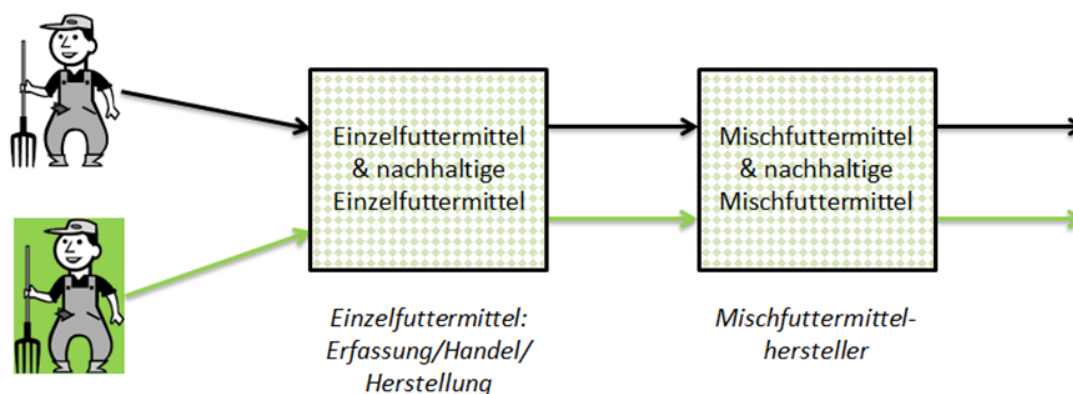 Einzelfuttermittel
& nachhaltige
Einzelfuttermittel
Mischfuttermittel
& nachhaltige
Mischfuttermittel
Einzelfuttermittel:
Erfassung/Handel/
Herstellung
Mischfuttermittel-
hersteller